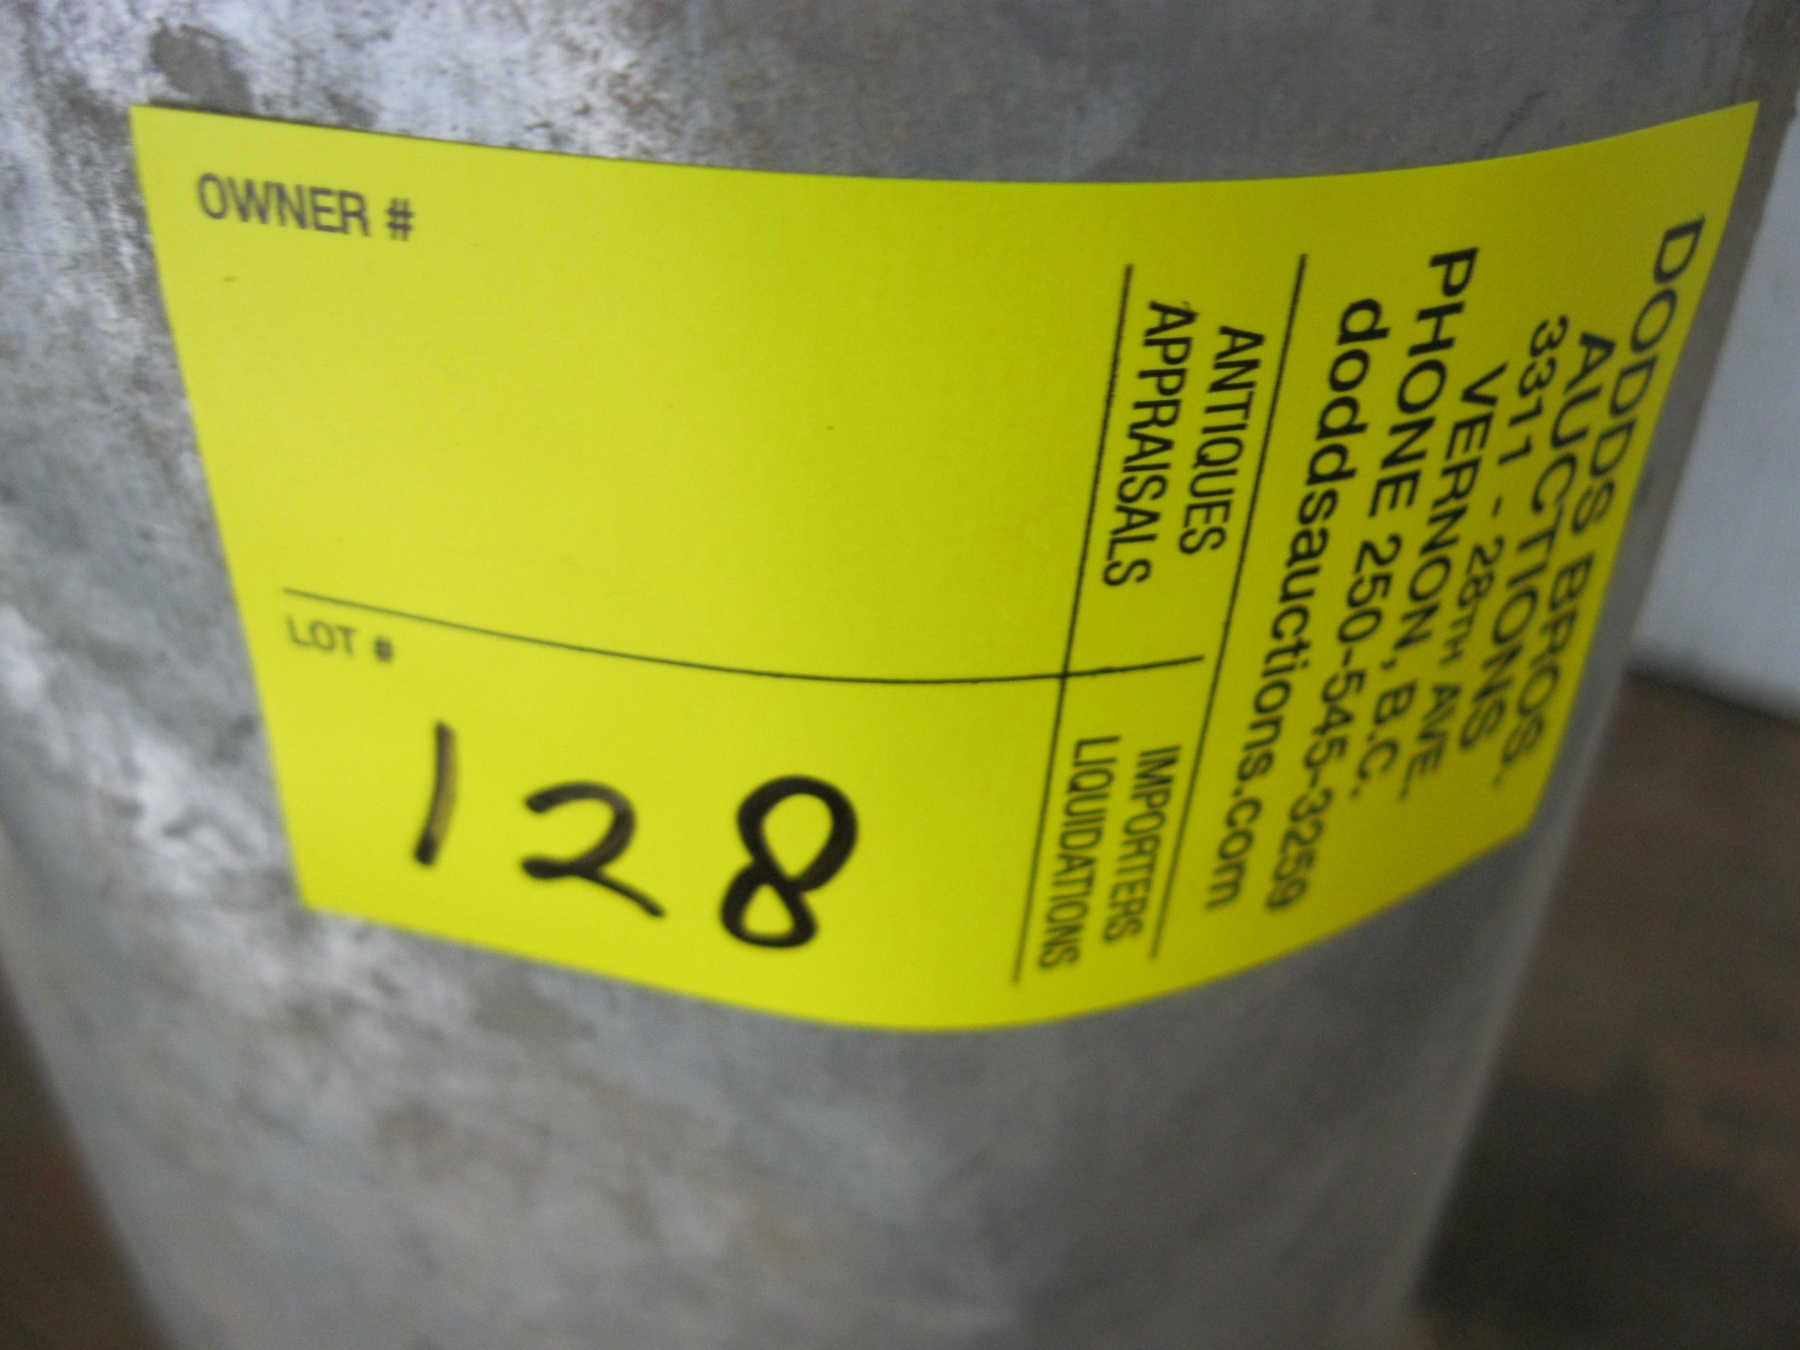 DODDS BROS.
AUCTIONS
3311 - 28TH AVE.
VERNON, B.C.
PHONE 250-545-3259
doddsauctions.com
ANTIQUES
APPRAISALS
IMPORTERS
LIQUIDATIONS
OWNER #
LOT #
128